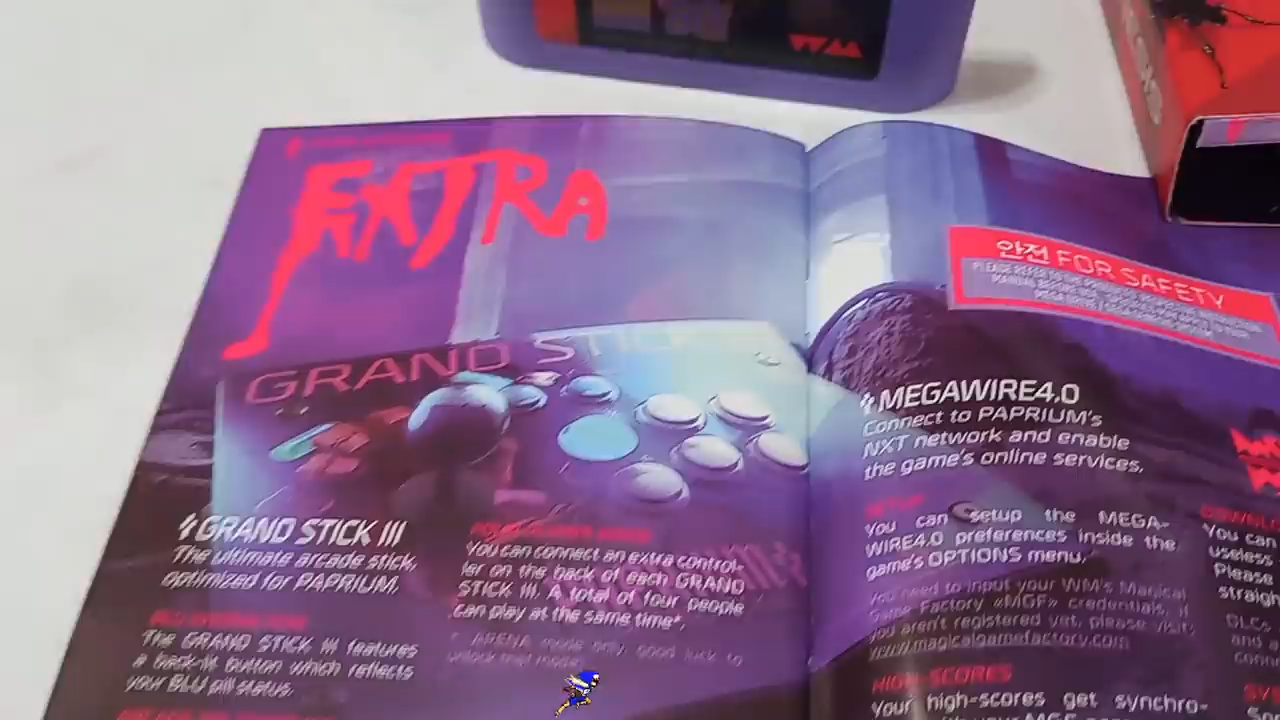 WM
EXTRA
GRAND STICK
GRAND STICK III
The ultimate arcade stick,
optimized for PAPRIUM.
The GRAND STICK III features
a back-lit button which reflects
your BLU pill status.
You can connect an extra control-
ler on the back of each GRAND
STICK III. A total of four people
can play at the same time*.
* ARENA mode only, good luck to
unlock that mode.
안전 FOR SAFETY
MEGAWIRE4.0
Connect to PAPRIUM's
NXT network and enable
the game's online services.
SETUP
You can setup the MEGA-
WIRE4.0 preferences inside the
game's OPTIONS menu.
You need to input your WM's Magical
Game Factory «MGF» credentials, if
you aren't registered yet, please visit:
www.magicalgamefactory.com
HIGH-SCORES
Your high-scores get synchro-
You can
useless
Please
straigh
DLCs,
and a